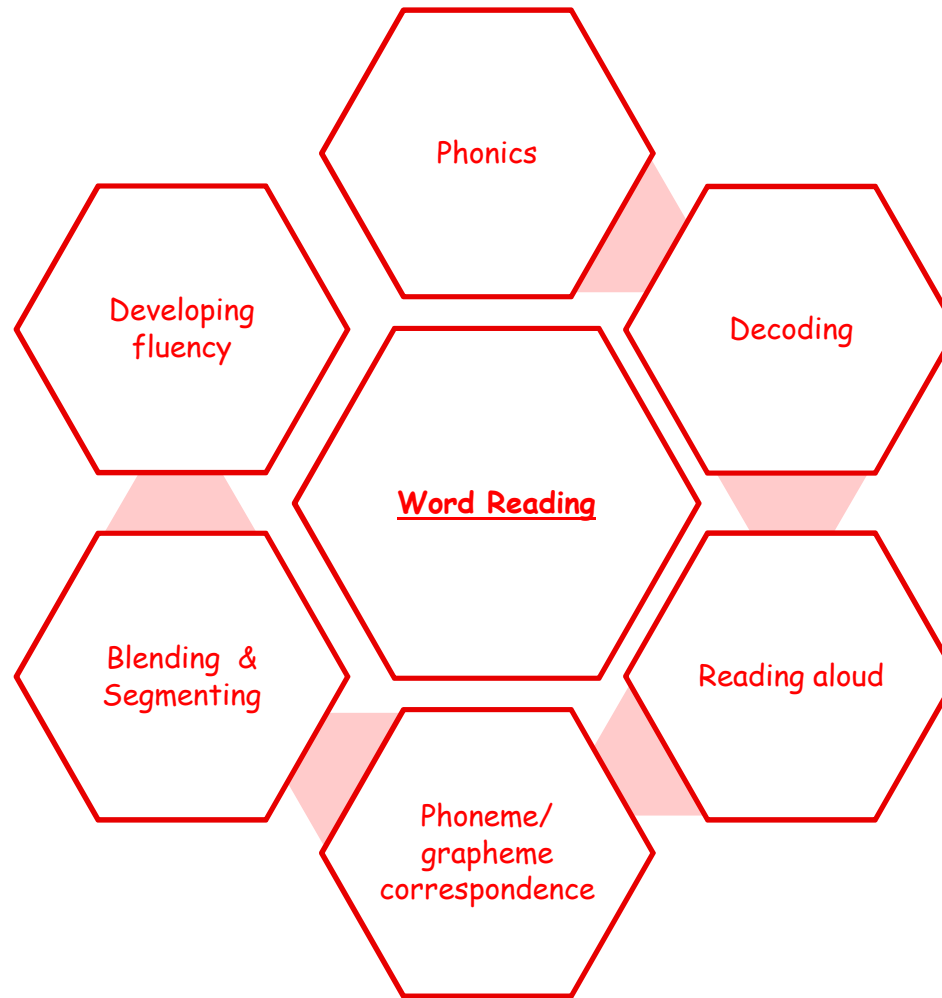 Phonics
Developing
fluency
Decoding
Word Reading
Blending  &
Segmenting
Reading aloud
Phoneme/
grapheme
correspondence